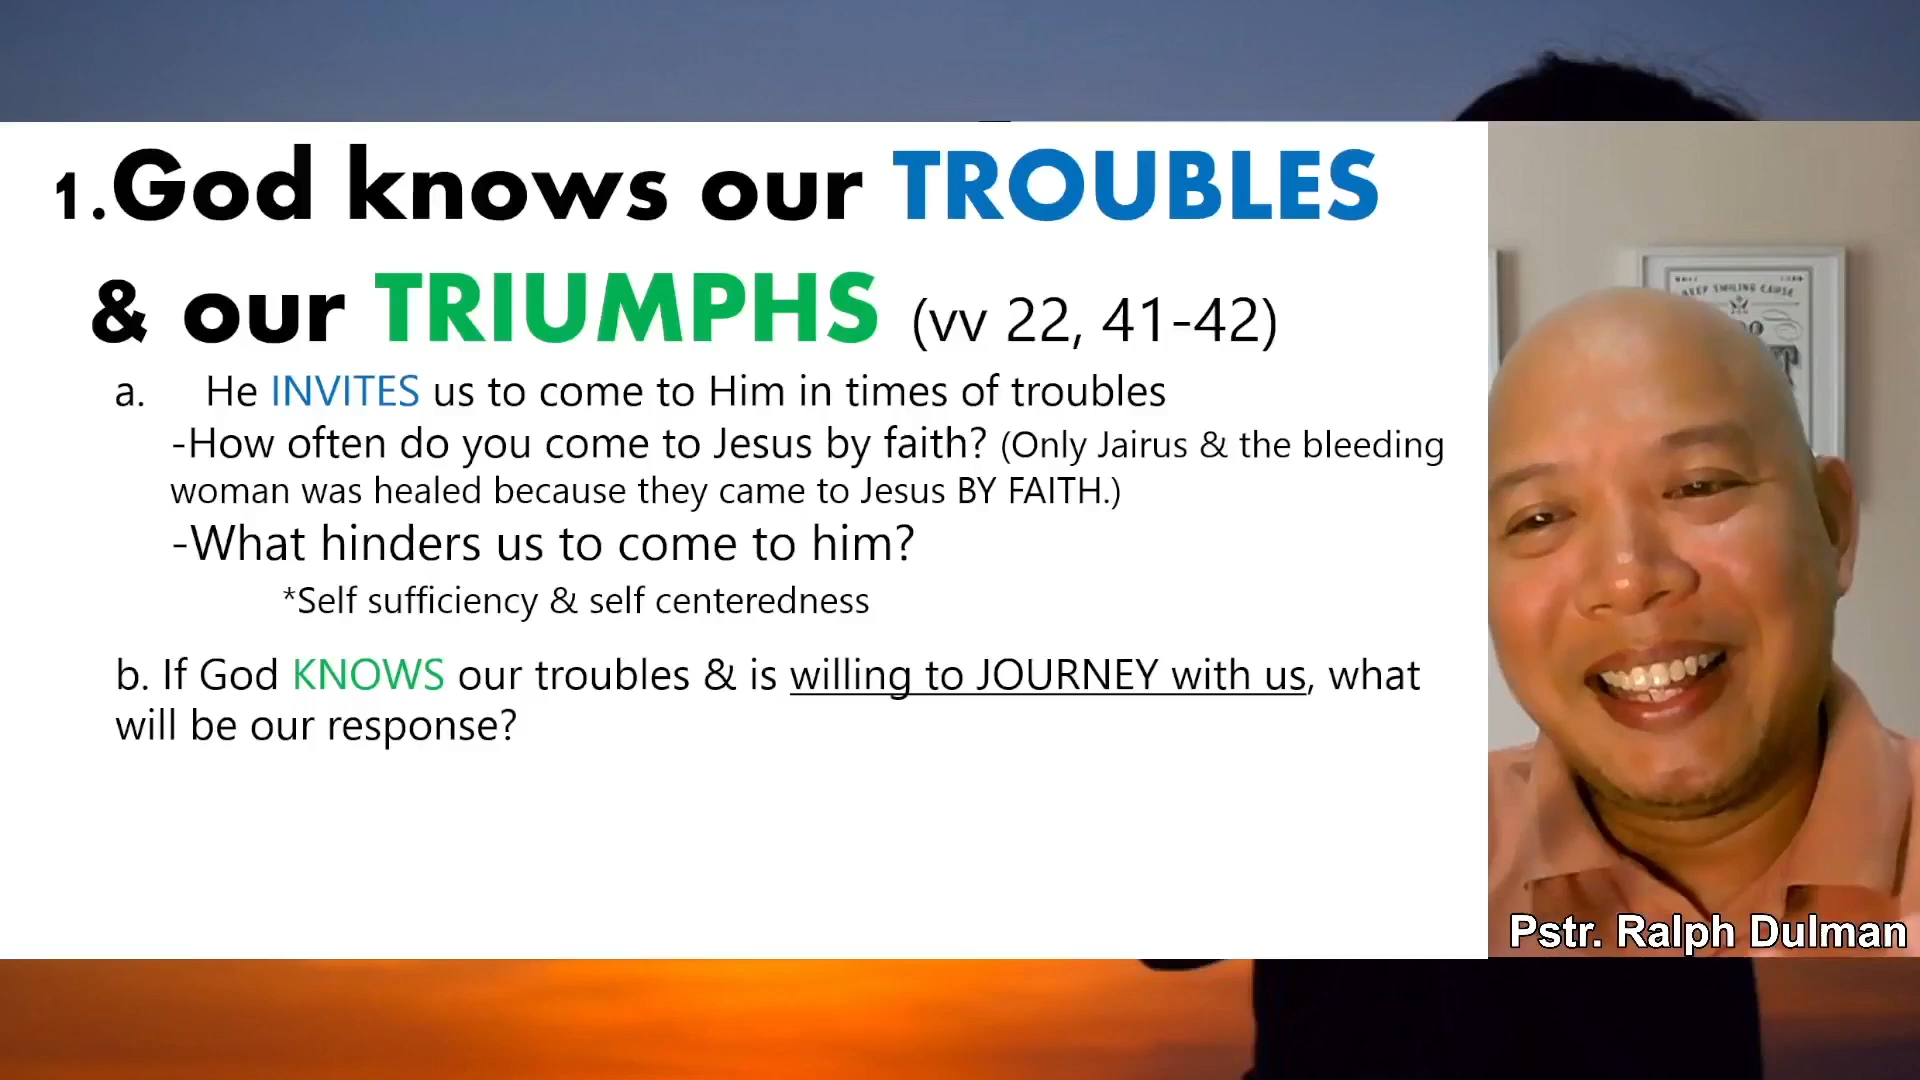 1.God knows our TROUBLES
& our TRIUMPHS (vv 22, 41-42)
a. He INVITES us to come to Him in times of troubles
-How often do you come to Jesus by faith? (Only Jairus & the bleeding
woman was healed because they came to Jesus BY FAITH.)
-What hinders us to come to him?
*Self sufficiency & self centeredness
b. If God KNOWS our troubles & is willing to JOURNEY with us, what
will be our response?
KEEP SMILING CAUSE
Pstr. Ralph Dulman